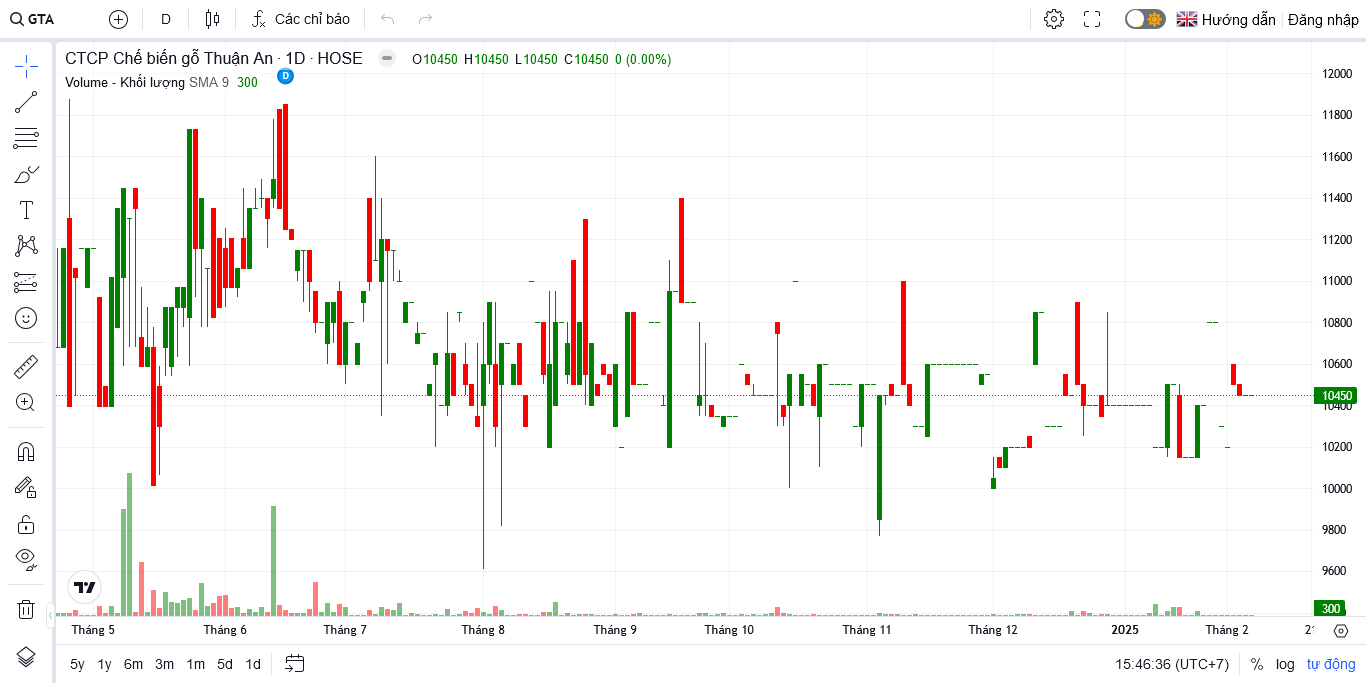 GTA D Các chỉ báo Hướng dẫn Đăng nhập
CTCP Chế biến gỗ Thuận An · 1D · HOSE O10450 H10450 L10450 C10450 0 (0.00%)
Volume - Khối lượng SMA 9 300
D
12000
11800
11600
11400
11200
11000
10800
10600
10450
10400
10200
10000
9800
9600
300
Tháng 5 Tháng 6 Tháng 7 Tháng 8 Tháng 9 Tháng 10 Tháng 11 Tháng 12 2025 Tháng 2
5y 1y 6m 3m 1m 5d 1d 15:46:36 (UTC+7) % log tự động